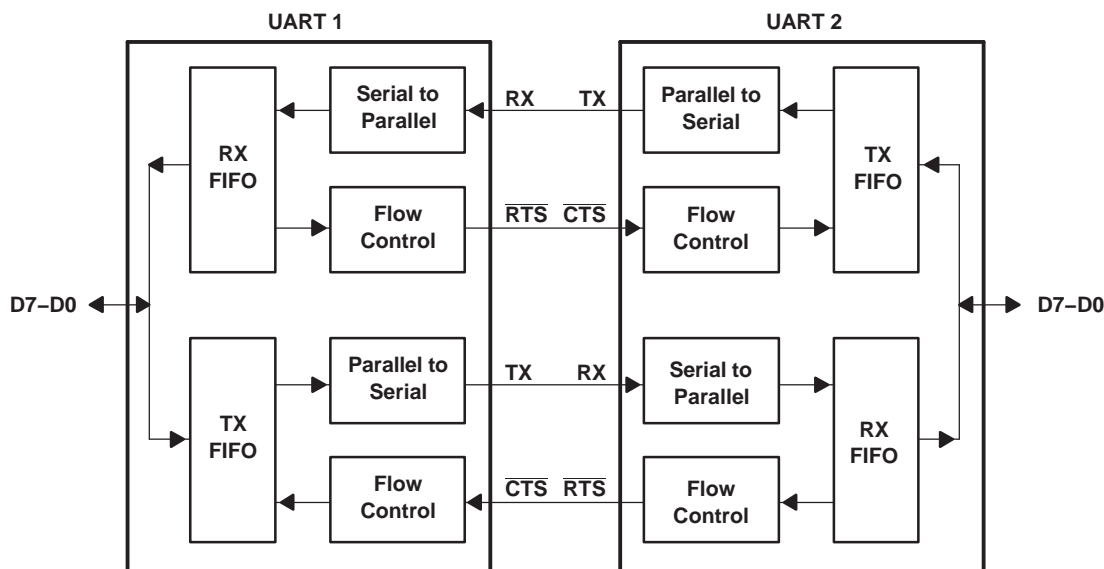 UART 1
UART 2
Serial to
Parallel
RX
TX
Parallel to
Serial
RX
FIFO
TX
FIFO
Flow
Control
RTS
CTS
Flow
Control
D7–D0
D7–D0
Parallel to
Serial
TX
RX
Serial to
Parallel
TX
FIFO
RX
FIFO
Flow
Control
CTS
RTS
Flow
Control